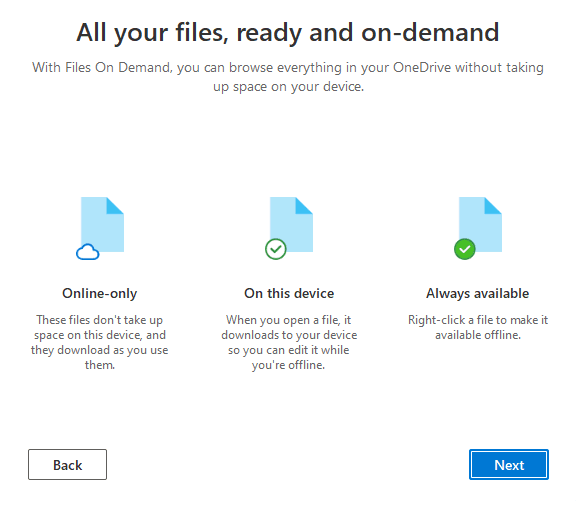 All your files, ready and on-demand
With Files On Demand, you can browse everything in your OneDrive without taking
up space on your device.
Online-only
These files don't take up
space on this device, and
they download as you use
them.
On this device
When you open a file, it
downloads to your device
so you can edit it while
you're offline.
Always available
Right-click a file to make it
available offline.
Back
Next